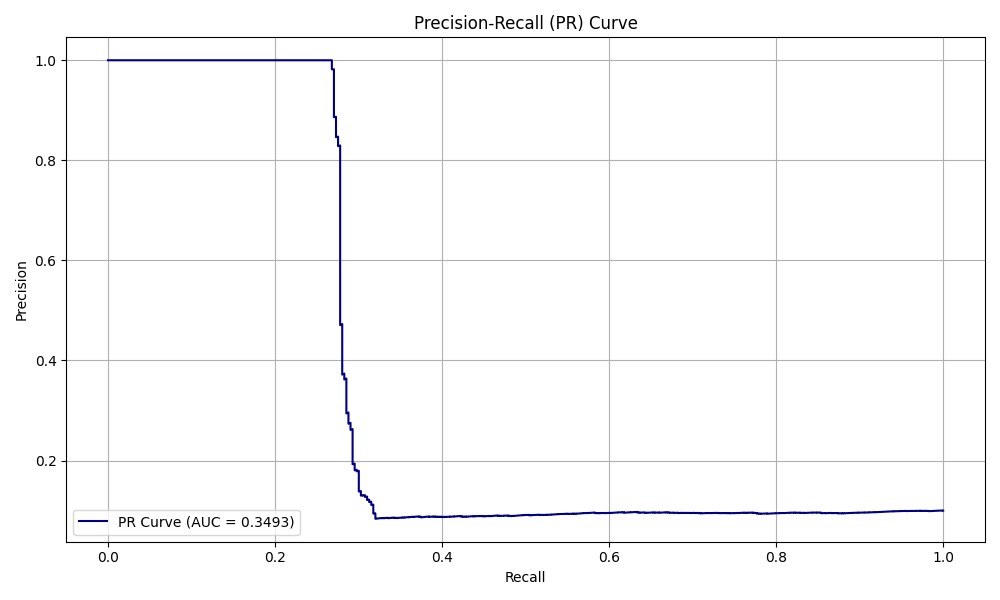 Precision-Recall (PR) Curve
Precision
1.0
0.8
0.6
0.4
0.2
PR Curve (AUC = 0.3493)
0.0 0.2 0.4 0.6 0.8 1.0
Recall